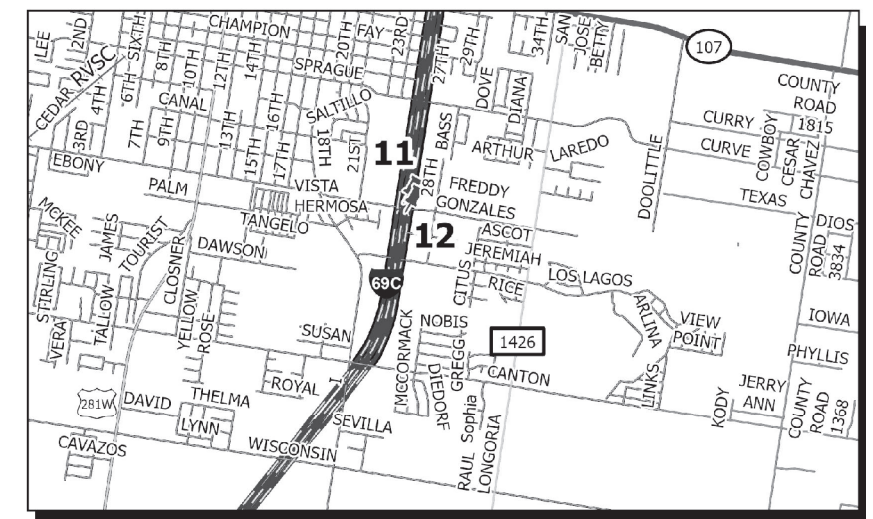 CHAMPION
FAY
20TH
23RD
34TH
SAN
JOSE
BETTY
LEE
2ND
SIXTH
8TH
10TH
12TH
14TH
27TH
29TH
107
CEDAR
RVSC
4TH
6TH
SPRAGUE
DOVE
DIANA
COUNTY
ROAD
1815
CANAL
SALTILLO
BASS
CURRY
COWBOY
3RD
7TH
9TH
13TH
16TH
18TH
21ST
11
ARTHUR
LAREDO
CURVE
CESAR
CHAVEZ
EBONY
15TH
17TH
28TH
DOOLITTLE
PALM
VISTA
HERMOSA
FREDDY
GONZALES
TEXAS
MCKEE
JAMES
TOURIST
TANGELO
12
ASCOT
DIOS
DAWSON
JEREMIAH
COUNTY
ROAD
3834
STIRLING
TALLOW
CLOSNER
69C
CITUS
RICE
LOS LAGOS
VERA
YELLOW
ROSE
SUSAN
MCCORMACK
NOBIS
1426
ARLINA
VIEW
POINT
IOWA
GREGG
PHYLLIS
ROYAL
I
DIEDORF
CANTON
LINKS
KODY
JERRY
ANN
COUNTY
ROAD
1368
281W
DAVID
THELMA
LYNN
SEVILLA
CAVAZOS
WISCONSIN
RAUL
Sophia
LONGORIA